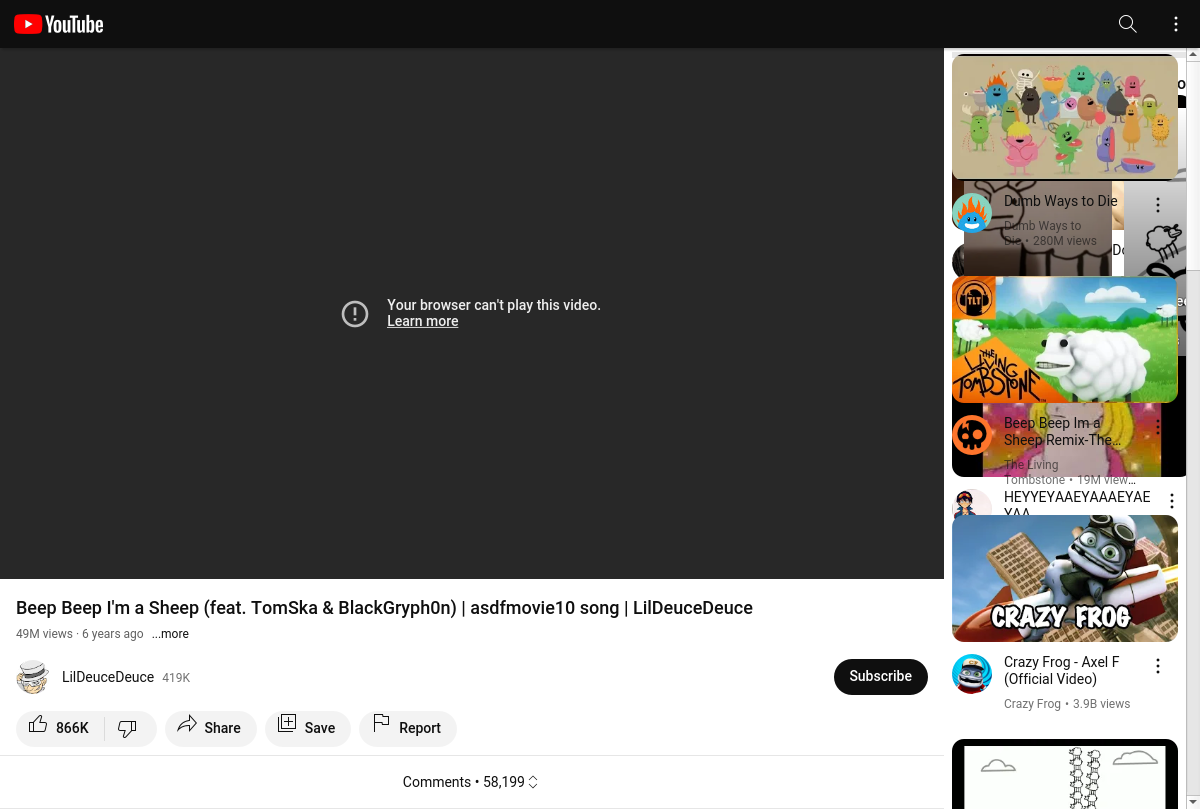 YouTube
Your browser can't play this video.
Learn more
Beep Beep I'm a Sheep (feat. TomSka & BlackGryph0n) | asdfmovie10 song | LilDeuceDeuce
49M views · 6 years ago ...more
LilDeuceDeuce 419K
Subscribe
866K
Share
Save
Report
Comments • 58,199
Dumb Ways to Die
Dumb Ways to
Die • 280M views
TLT
THE
LIVING
TOMBSTONE
Beep Beep Im a
Sheep Remix-The…
The Living
Tombstone • 19M view…
HEYYEYAAEYAAAEYAE
YAA
CRAZY FROG
Crazy Frog - Axel F
(Official Video)
Crazy Frog • 3.9B views